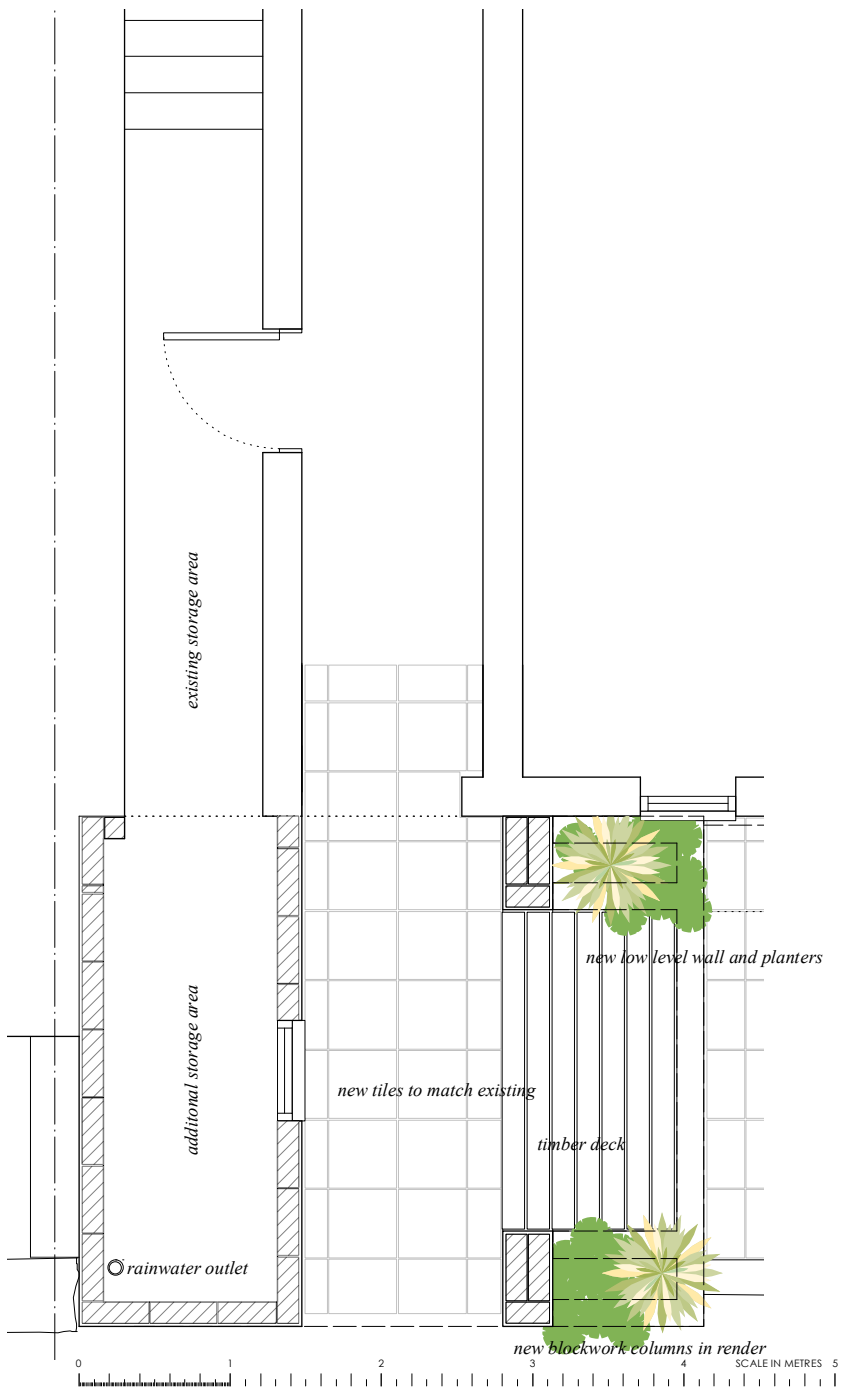 existing storage area
new low level wall and planters
additonal storage area
new tiles to match existing
timber deck
rainwater outlet
new blockwork columns in render
0 1 2 3 4 SCALE IN METRES 5